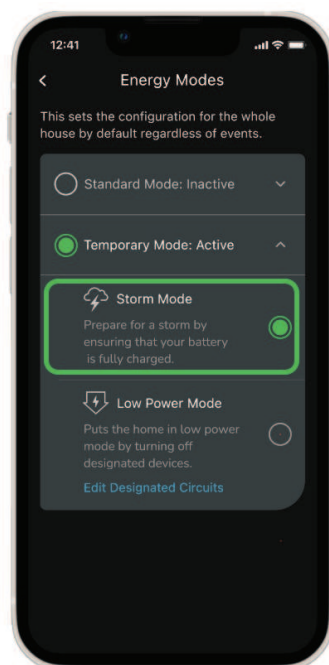 12:41
Energy Modes
This sets the configuration for the whole
house by default regardless of events.
Standard Mode: Inactive
Temporary Mode: Active
Storm Mode
Prepare for a storm by
ensuring that your battery
is fully charged.
Low Power Mode
Puts the home in low power
mode by turning off
designated devices.
Edit Designated Circuits